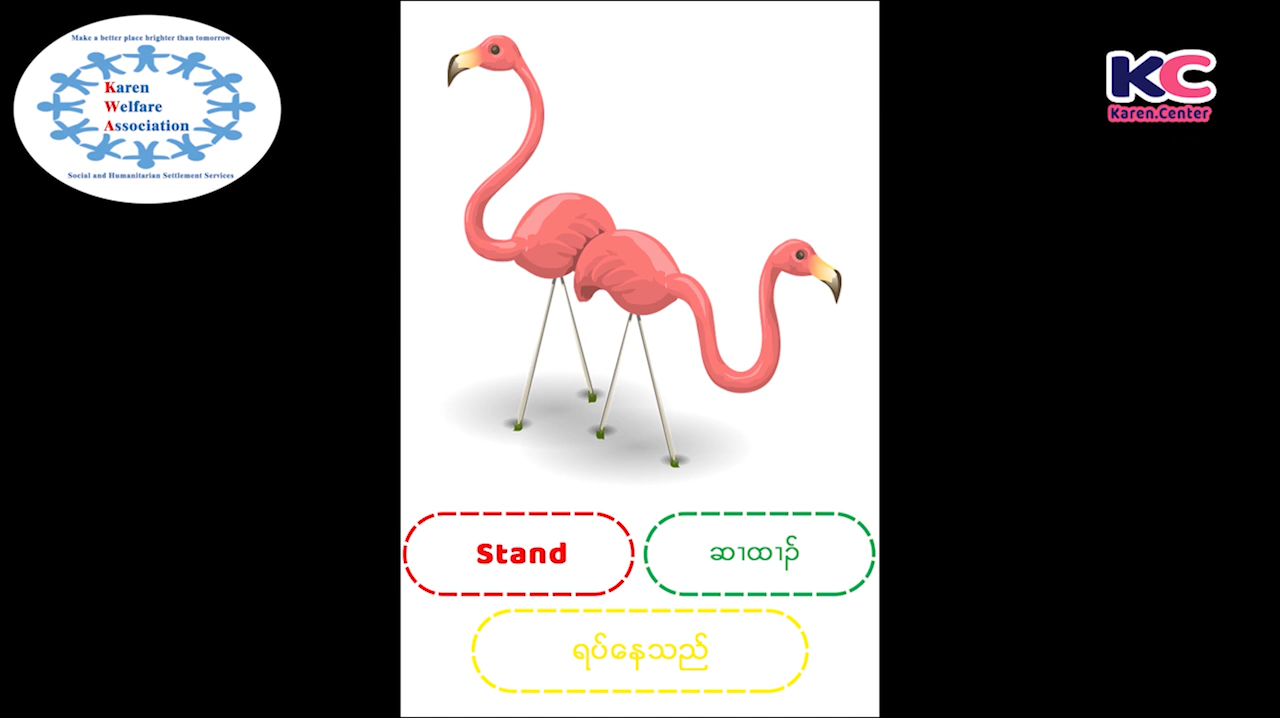 Make a better place brighter than tomorrow
Karen
Welfare
Association
Social and Humanitarian Settlement Services
KC
Karen.Center
Stand
ဆၢထၢၣ်
ရပ်နေသည်